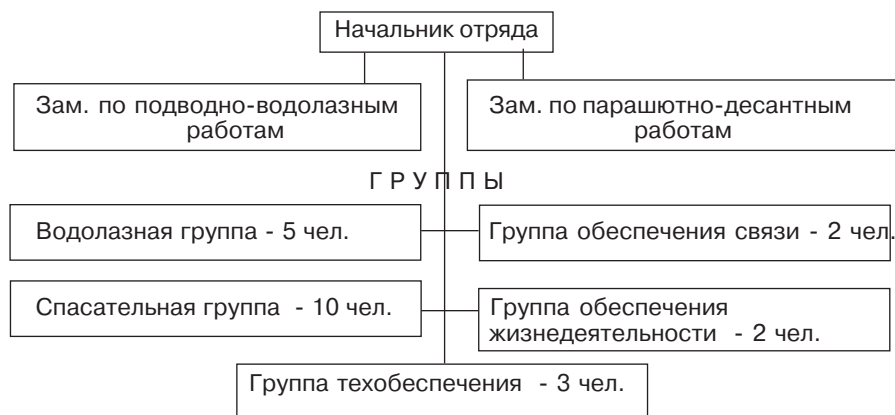 Начальник отряда
Зам. по подводно-водолазным
работам
Зам. по парашютно-десантным
работам
ГРУППЫ
Водолазная группа - 5 чел.
Группа обеспечения связи - 2 чел.
Спасательная группа - 10 чел.
Группа обеспечения
жизнедеятельности - 2 чел.
Группа техобеспечения - 3 чел.